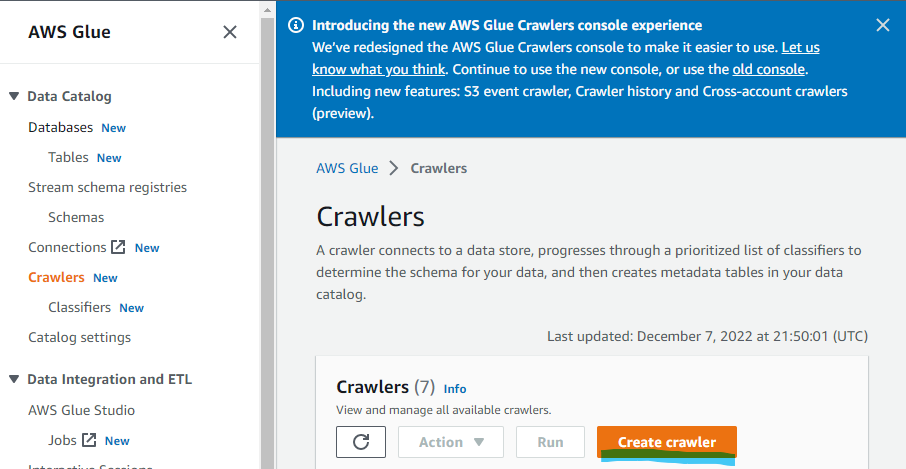 AWS Glue
Data Catalog
Databases New
Tables New
Stream schema registries
Schemas
Connections New
Crawlers New
Classifiers New
Catalog settings
Data Integration and ETL
AWS Glue Studio
Jobs New
Interactive Sessions
Introducing the new AWS Glue Crawlers console experience
We've redesigned the AWS Glue Crawlers console to make it easier to use. Let us
know what you think. Continue to use the new console, or use the old console.
Including new features: S3 event crawler, Crawler history and Cross-account crawlers
(preview).
AWS Glue > Crawlers
Crawlers
A crawler connects to a data store, progresses through a prioritized list of classifiers to
determine the schema for your data, and then creates metadata tables in your data
catalog.
Last updated: December 7, 2022 at 21:50:01 (UTC)
Crawlers (7) Info
View and manage all available crawlers.
Action Run Create crawler